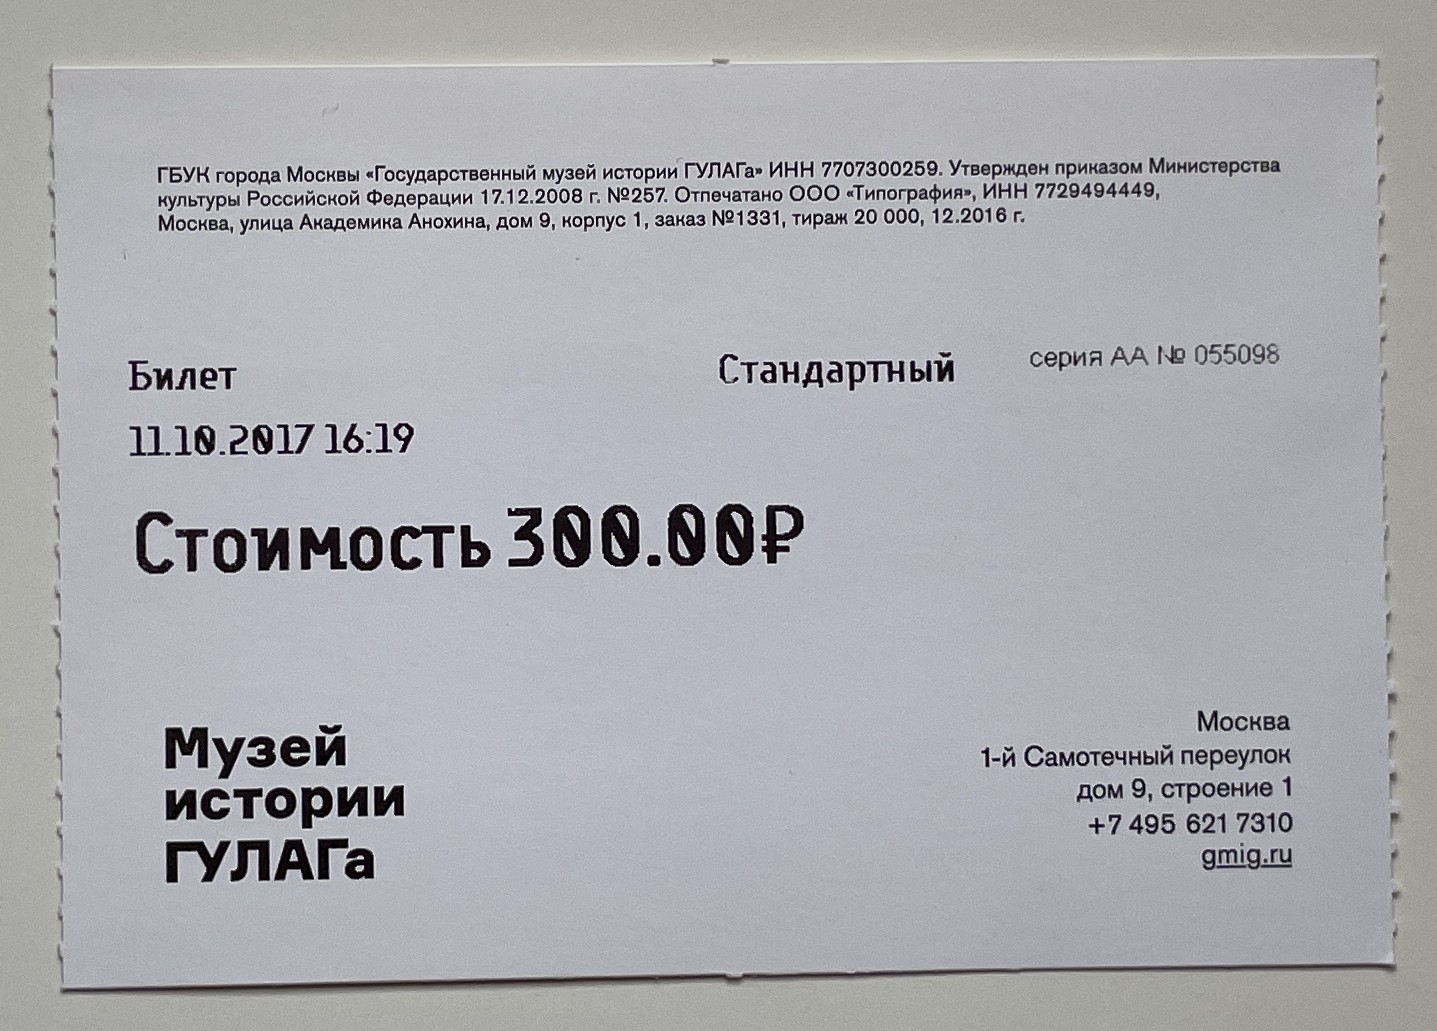 ГБУК города Москвы «Государственный музей истории ГУЛАГа» ИНН 7707300259. Утвержден приказом Министерства
культуры Российской Федерации 17.12.2008 г. №257. Отпечатано ООО «Типография», ИНН 7729494449,
Москва, улица Академика Анохина, дом 9, корпус 1, заказ №1331, тираж 20 000, 12.2016 г.
Билет
Стандартный
серия АА № 055098
11.10.2017 16:19
Стоимость 300.00₽
Музей
истории
ГУЛАГа
Москва
1-й Самотечный переулок
дом 9, строение 1
+7 495 621 7310
gmig.ru